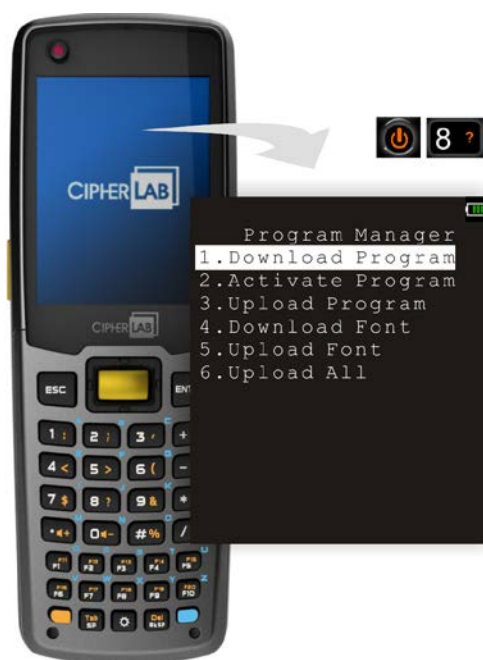 CIPHERLAB
CIPHERLAB
8 ?
Program Manager
1.Download Program
2.Activate Program
3.Upload Program
4.Download Font
5.Upload Font
6.Upload All
ESC
1 :
2 ;
3
+
4 <
5 >
6 (
-
7 $
8 ?
9 &
*
0
#%
/
F1
F2
F3
F4
F5
F6
F7
F8
F9
F10
Tab
SP
Del
BKSP